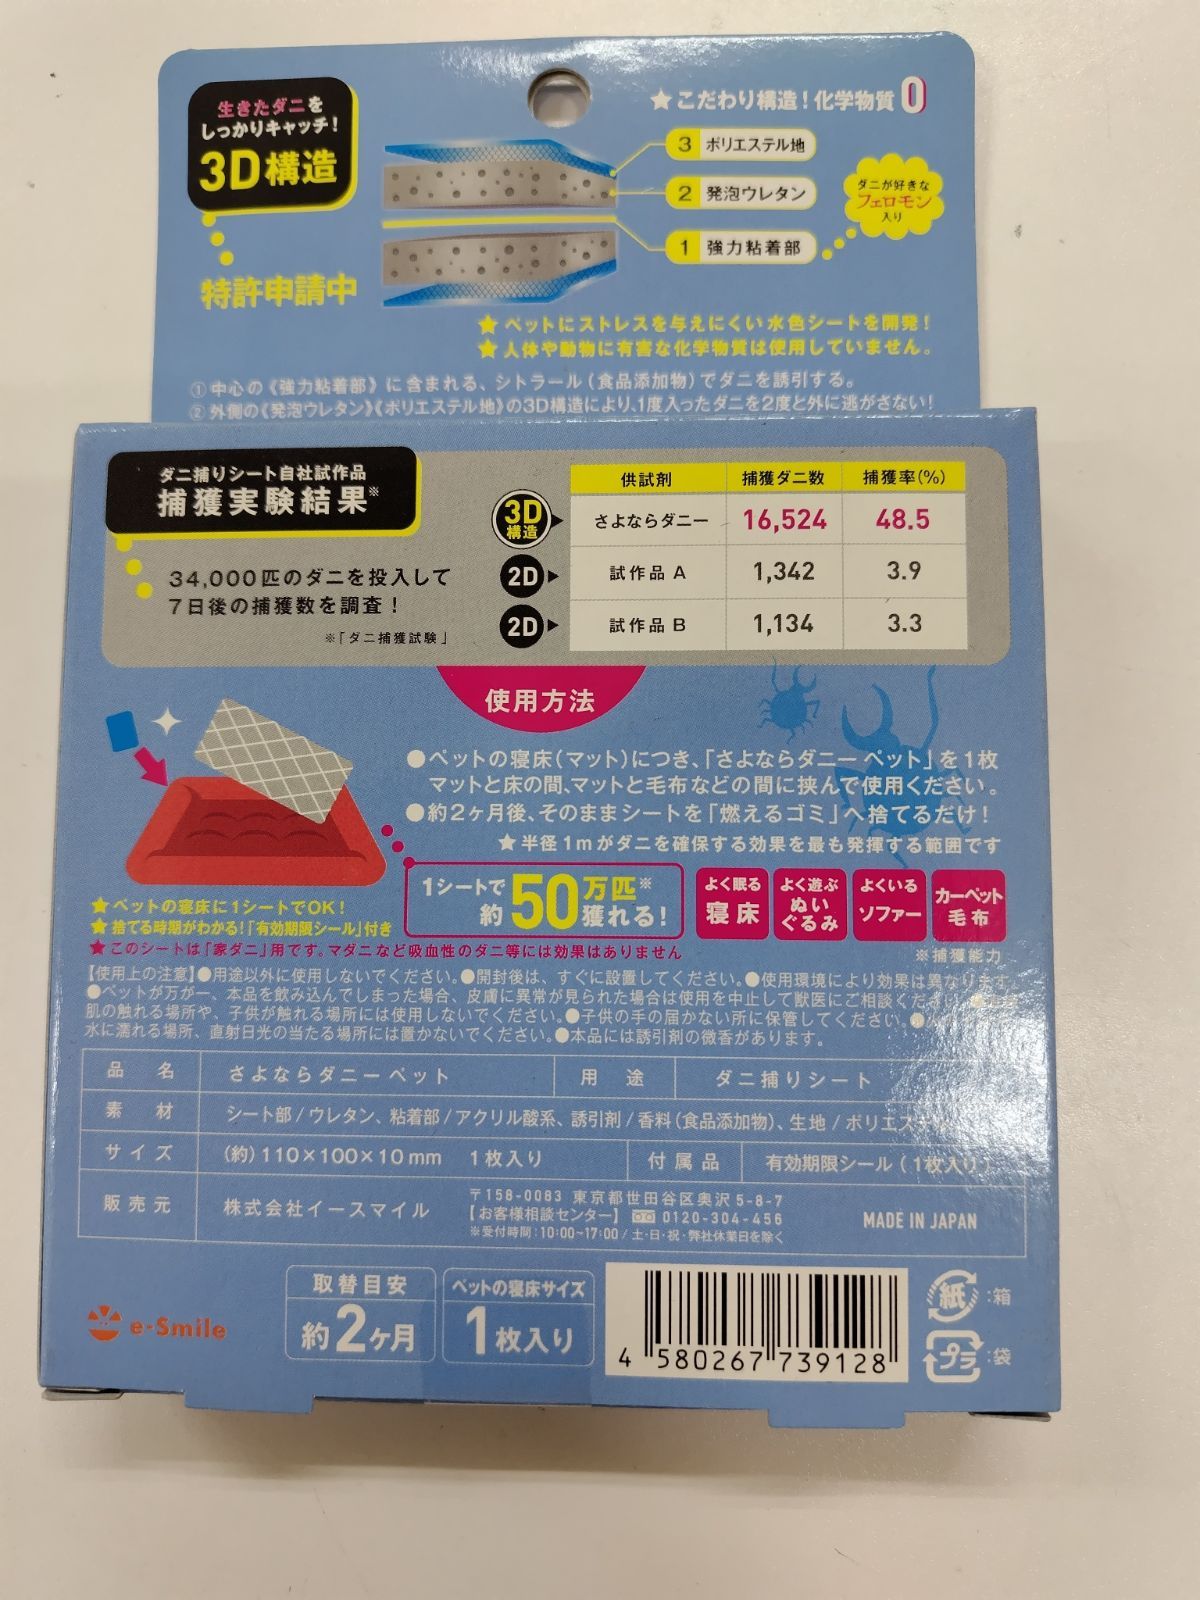 生きたダニを
しっかりキャッチ!
3D構造
特許申請中
★こだわり構造!化学物質0
3 ポリエステル地
2 発泡ウレタン
1 強力粘着部
ダニが好きな
フェロモン
入り
★ペットにストレスを与えにくい水色シートを開発!
★人体や動物に有害な化学物質は使用していません。
①中心の《強力粘着部》に含まれる、シトラール(食品添加物)でダニを誘引する。
②外側の《発泡ウレタン》《ポリエステル地》の3D構造により、1度入ったダニを2度と外に逃がさない!
ダニ捕りシート自社試作品
捕獲実験結果※
34,000匹のダニを投入して
7日後の捕獲数を調査!
※「ダニ捕獲試験」
供試剤 捕獲ダニ数 捕獲率(%)
3D構造 さよならダニー 16,524 48.5
2D 試作品A 1,342 3.9
2D 試作品B 1,134 3.3
使用方法
●ペットの寝床(マット)につき、「さよならダニー ペット」を1枚
マットと床の間、マットと毛布などの間に挟んで使用ください。
●約2ヶ月後、そのままシートを「燃えるゴミ」へ捨てるだけ!
★半径1mがダニを確保する効果を最も発揮する範囲です
1シートで
約50万匹※獲れる!
よく眠る
寝床
よく遊ぶ
ぬいぐるみ
よくいる
ソファー
カーペット
毛布
★ペットの寝床に1シートでOK!
★捨てる時期がわかる!「有効期限シール」付き
★このシートは「家ダニ」用です。マダニなど吸血性のダニ等には効果はありません
※捕獲能力
【使用上の注意】●用途以外に使用しないでください。●開封後は、すぐに設置してください。●使用環境により効果は異なります。
●ペットが万が一、本品を飲み込んでしまった場合、皮膚に異常が見られた場合は使用を中止して獣医にご相談くだ
肌の触れる場所や、子供が触れる場所には使用しないでください。●子供の手の届かない所に保管してください。●
水に濡れる場所、直射日光の当たる場所には置かないでください。●本品には誘引剤の微香があります。
品名 さよならダニーペット 用途 ダニ捕りシート
素材 シート部/ウレタン、粘着部/アクリル酸系、誘引剤/香料(食品添加物)、生地/ポリエステル
サイズ (約)110×100×10mm 1枚入り 付属品 有効期限シール(1枚入り)
販売元 株式会社イースマイル
〒158-0083 東京都世田谷区奥沢5-8-7
【お客様相談センター】 0120-304-456
※受付時間:10:00~17:00/土・日・祝・弊社休業日を除く
MADE IN JAPAN
e-Smile
取替目安
約2ヶ月
ペットの寝床サイズ
1枚入り
4 580267 739128
紙:箱
プラ:袋